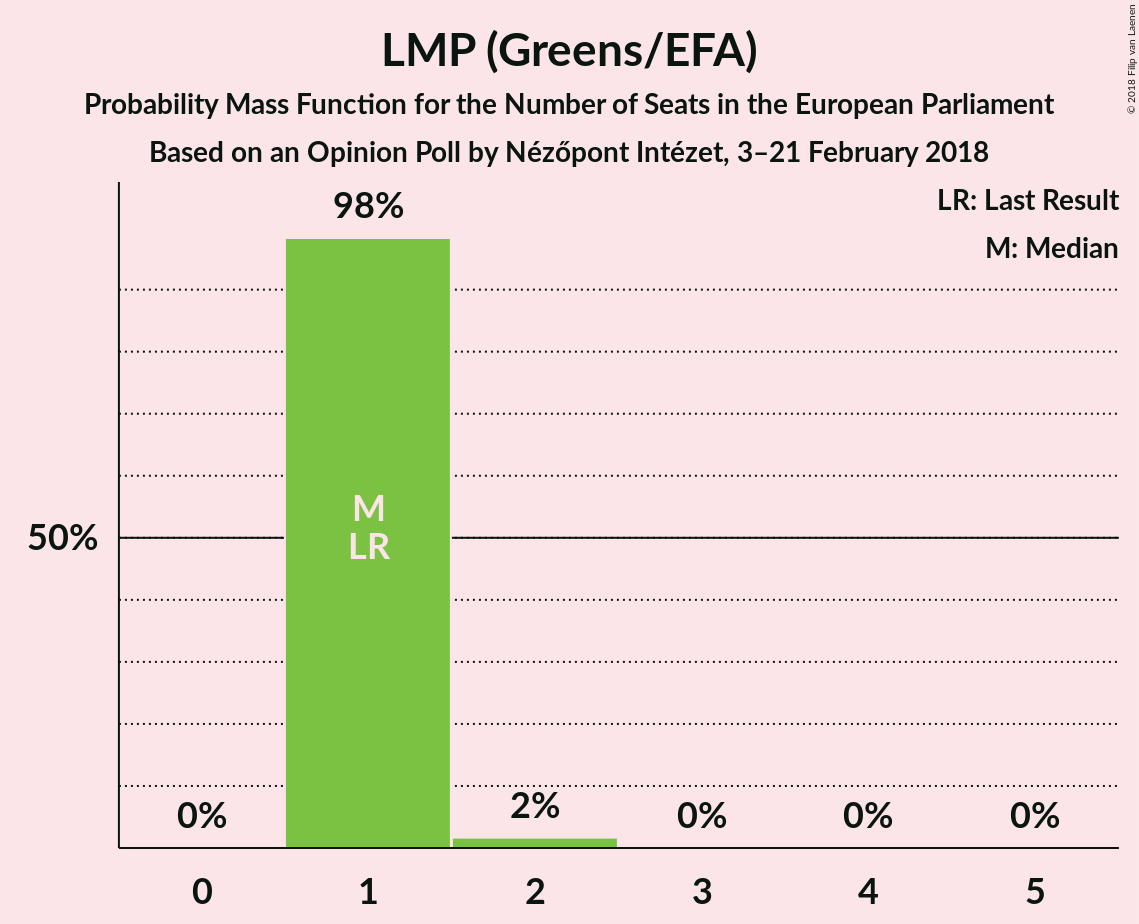 LMP (Greens/EFA)
Probability Mass Function for the Number of Seats in the European Parliament
Based on an Opinion Poll by Nézőpont Intézet, 3–21 February 2018
© 2018 Filip van Laenen
LR: Last Result
M: Median
98%
50%
M
LR
0%
2%
0%
0%
0%
0
1
2
3
4
5